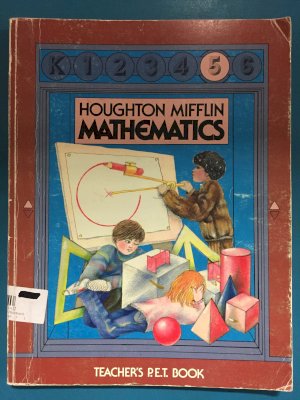 K 1 2 3 4 5 6
HOUGHTON MIFFLIN
MATHEMATICS
TEACHER'S P.E.T. BOOK